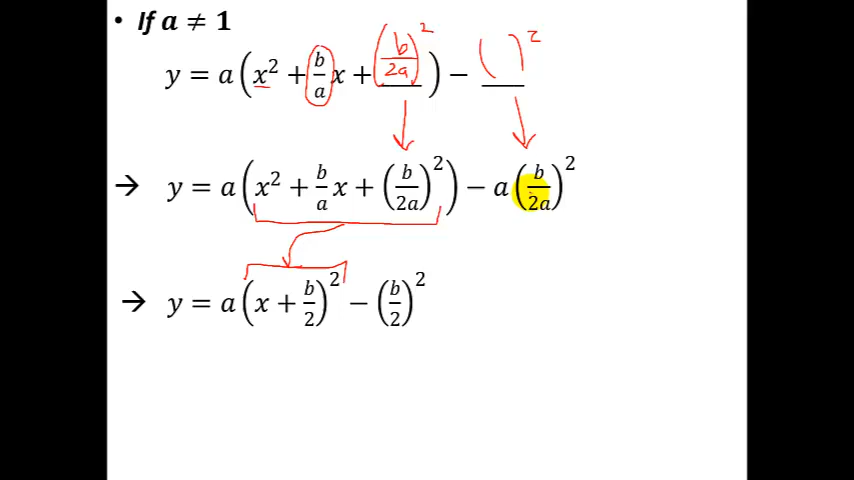 • If a ≠ 1
y = a(x² + b/a x + (b/2a)²) − ( )²
→ y = a(x² + b/a x + (b/2a)²) − a(b/2a)²
→ y = a(x + b/2)² − (b/2)²